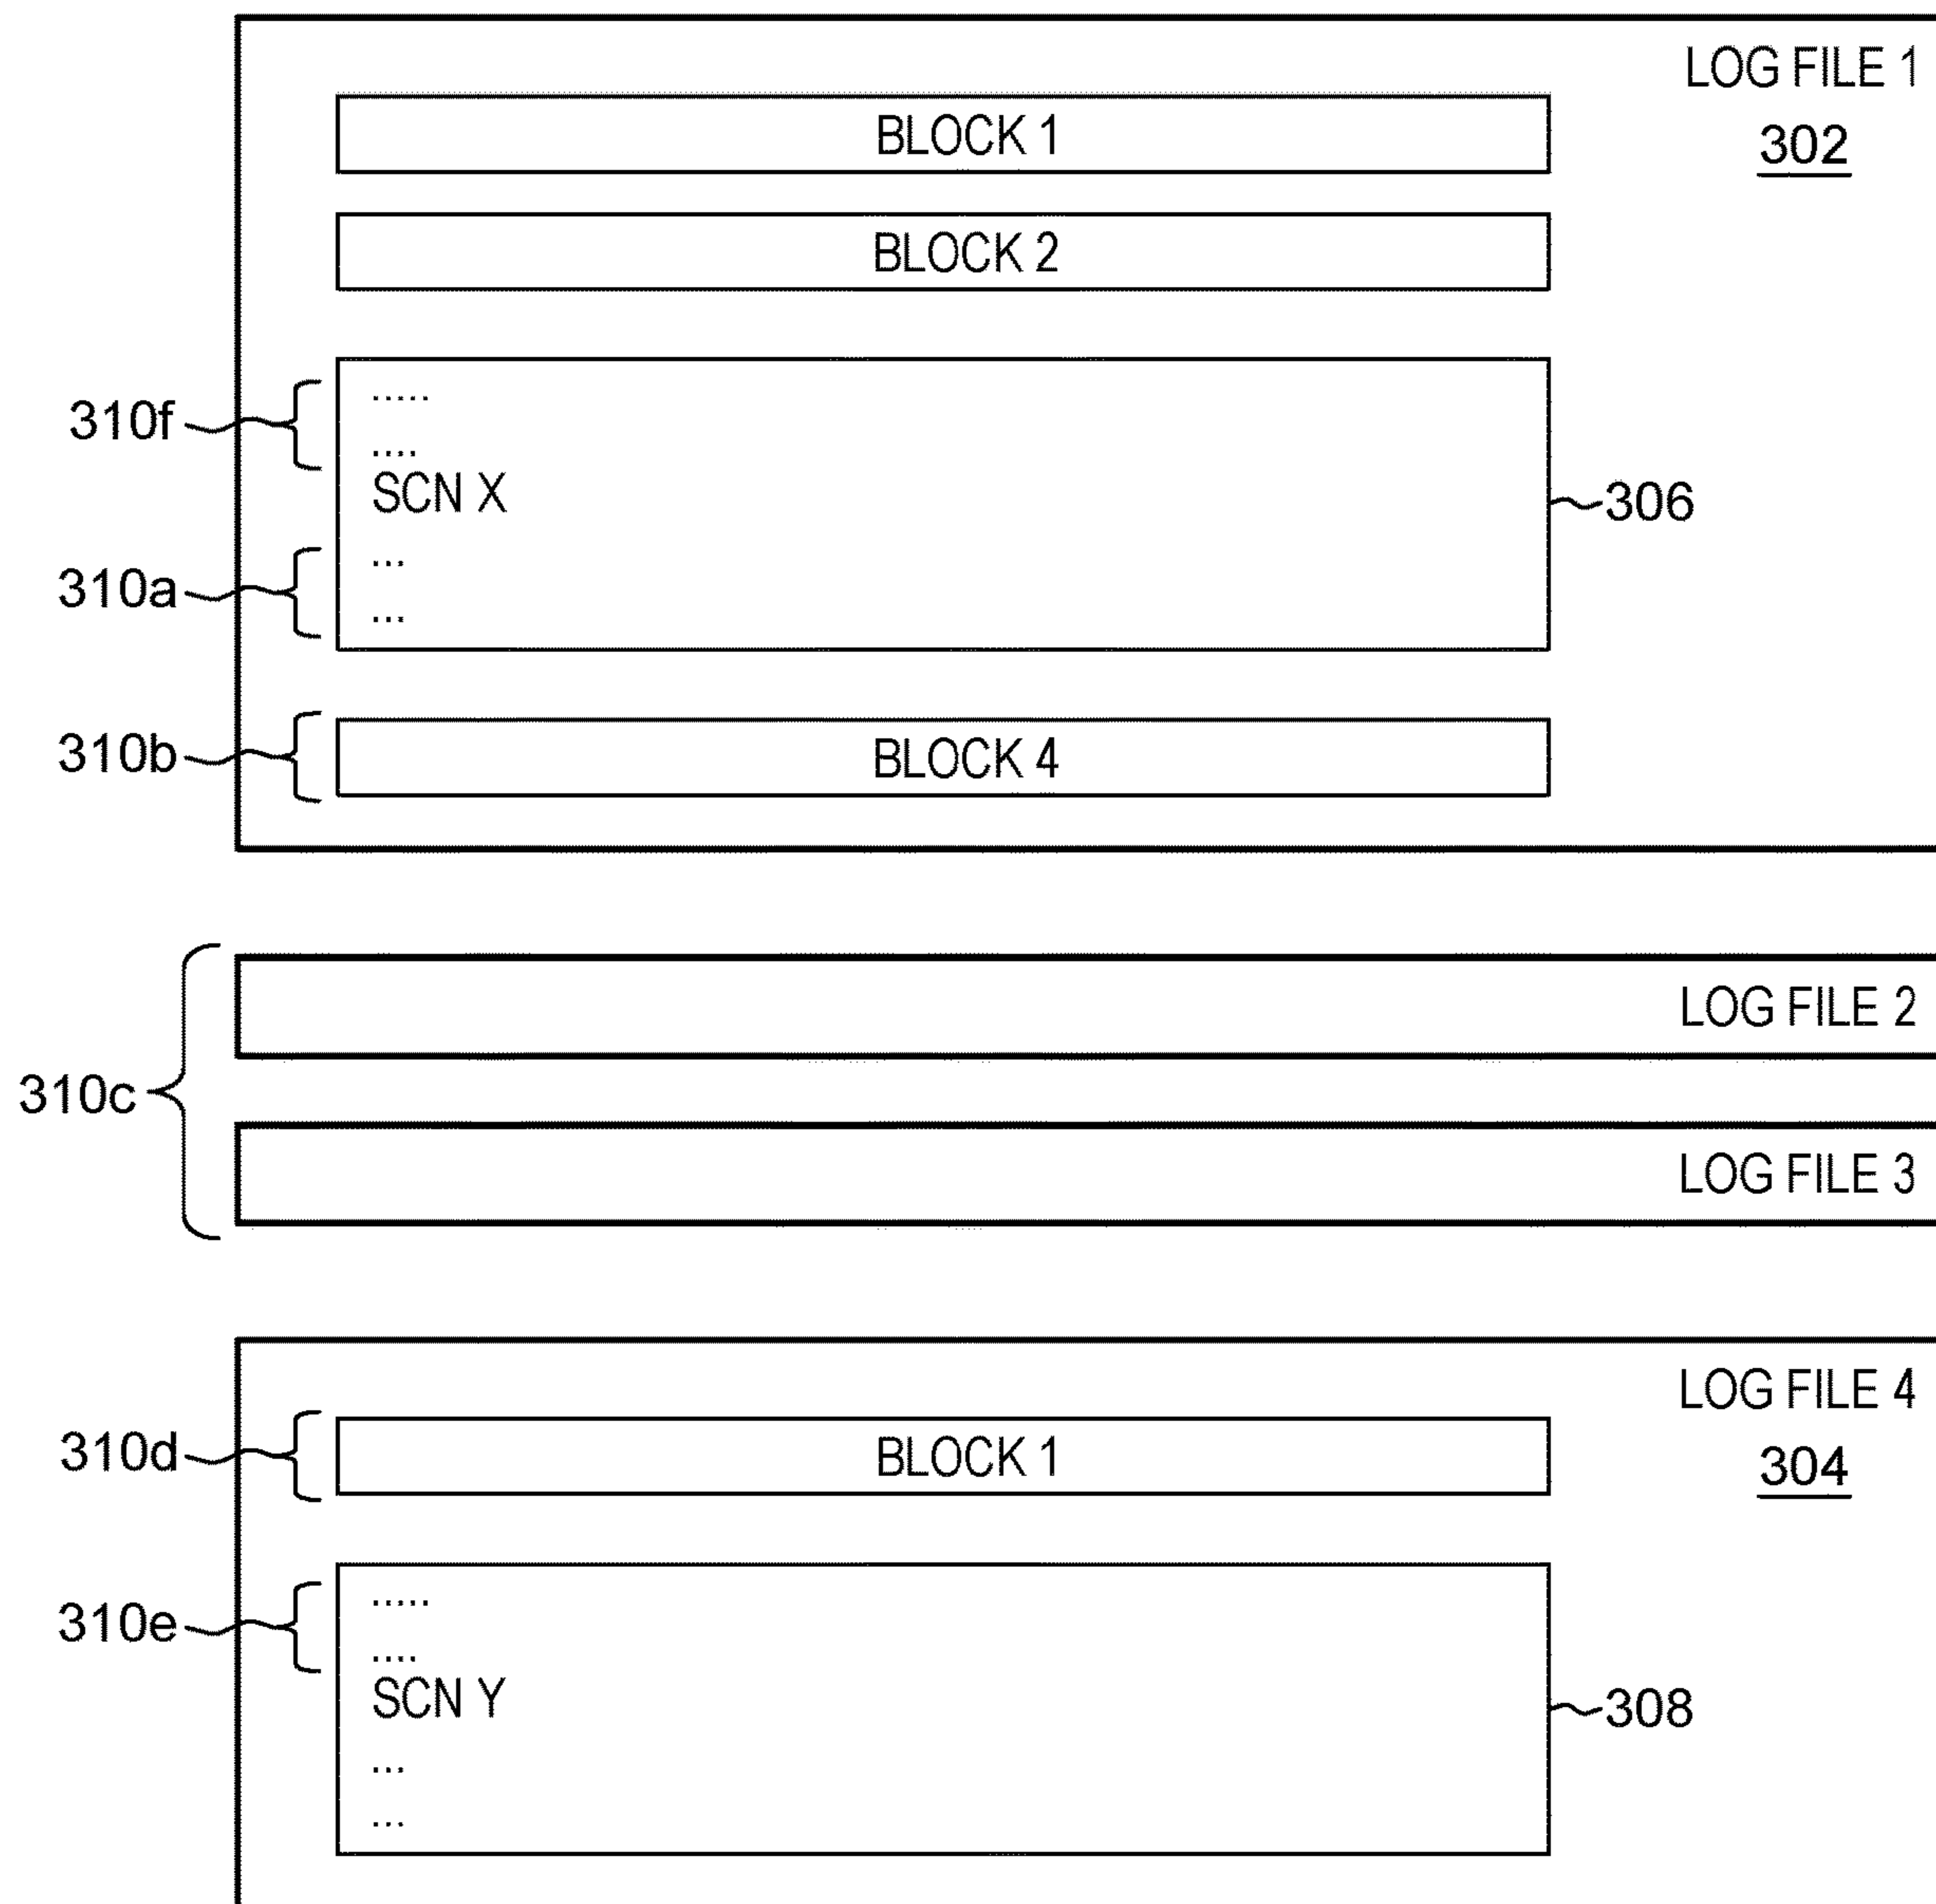 LOG FILE 1
302
BLOCK 1
BLOCK 2
310f
.....
....
SCN X
306
310a
...
...
310b
BLOCK 4
310c
LOG FILE 2
LOG FILE 3
LOG FILE 4
304
310d
BLOCK 1
310e
.....
....
SCN Y
308
...
...